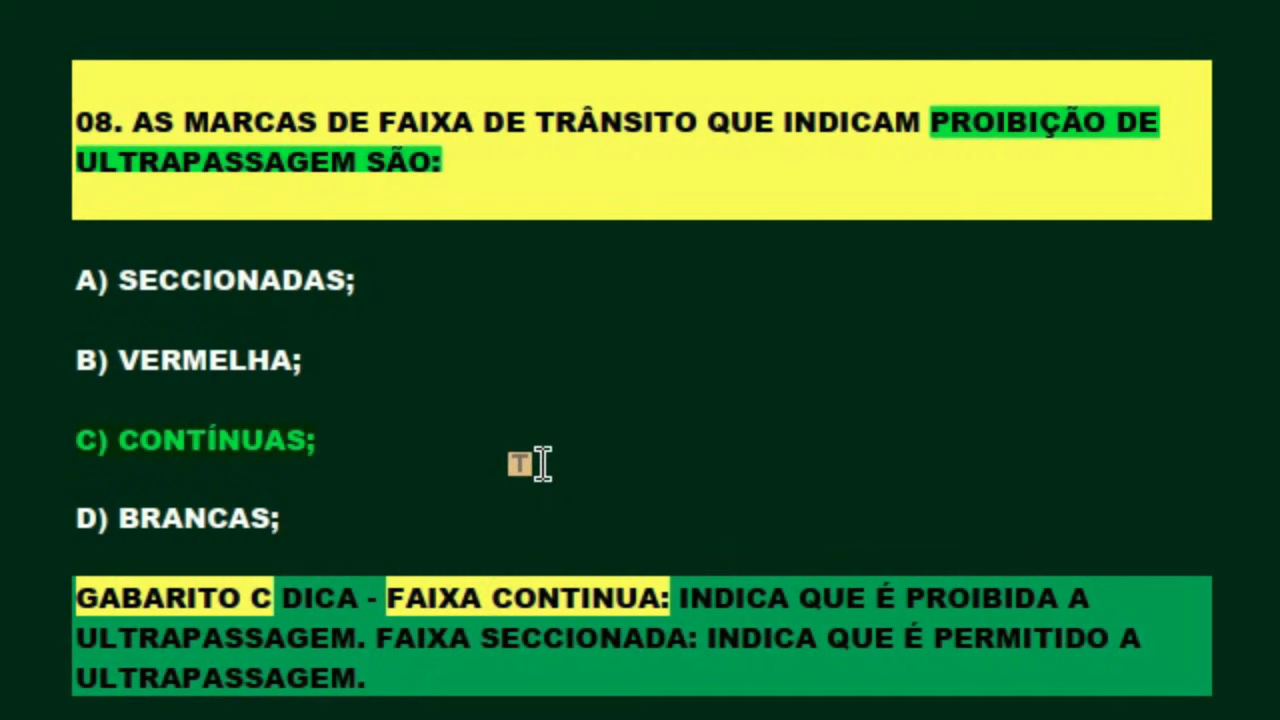 08. AS MARCAS DE FAIXA DE TRÂNSITO QUE INDICAM PROIBIÇÃO DE
ULTRAPASSAGEM SÃO:
A) SECCIONADAS;
B) VERMELHA;
C) CONTÍNUAS;
T
D) BRANCAS;
GABARITO C DICA - FAIXA CONTINUA: INDICA QUE É PROIBIDA A
ULTRAPASSAGEM. FAIXA SECCIONADA: INDICA QUE É PERMITIDO A
ULTRAPASSAGEM.